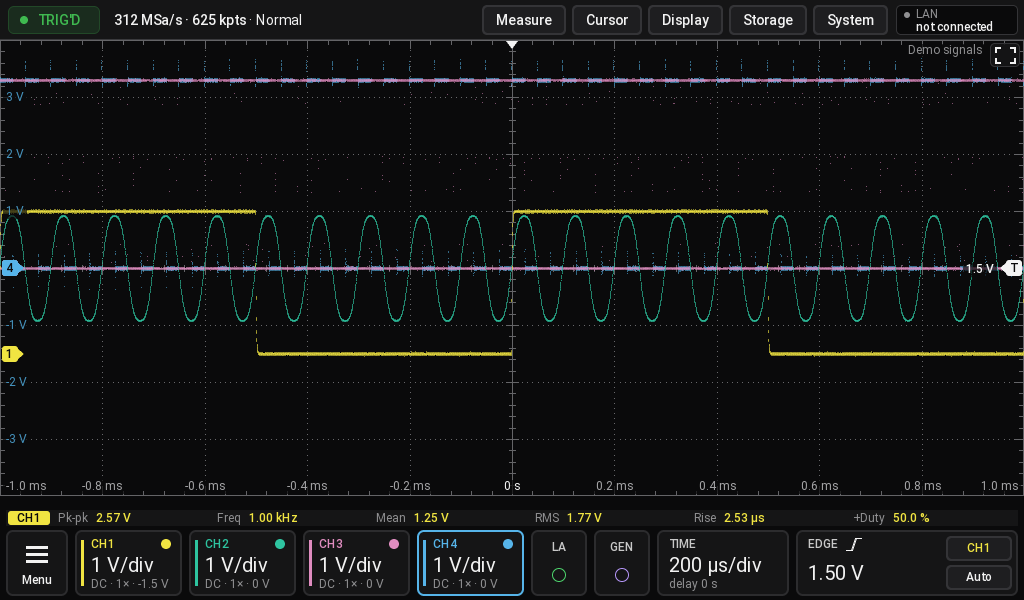 TRIG'D
312 MSa/s · 625 kpts · Normal
Measure
Cursor
Display
Storage
System
LAN
not connected
Demo signals
3 V
2 V
1 V
4
1.5 V
T
-1 V
1
-2 V
-3 V
-1.0 ms
-0.8 ms
-0.6 ms
-0.4 ms
-0.2 ms
0 s
0.2 ms
0.4 ms
0.6 ms
0.8 ms
1.0 ms
CH1 Pk-pk 2.57 V Freq 1.00 kHz Mean 1.25 V RMS 1.77 V Rise 2.53 µs +Duty 50.0 %
Menu
CH1
1 V/div
DC · 1× · -1.5 V
CH2
1 V/div
DC · 1× · 0 V
CH3
1 V/div
DC · 1× · 0 V
CH4
1 V/div
DC · 1× · 0 V
LA
GEN
TIME
200 µs/div
delay 0 s
EDGE
1.50 V
CH1
Auto